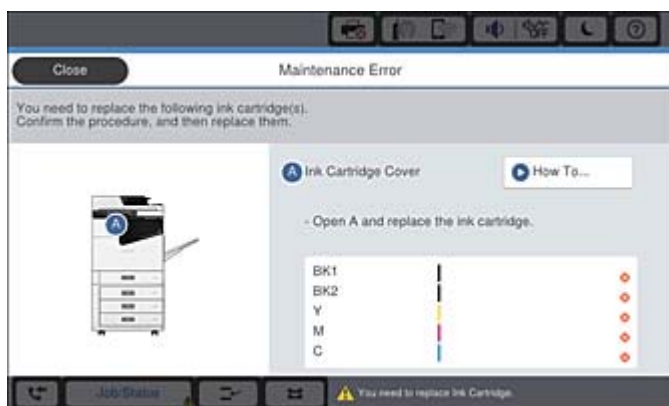 Close
Maintenance Error
You need to replace the following ink cartridge(s).
Confirm the procedure, and then replace them.
A Ink Cartridge Cover
How To...
- Open A and replace the ink cartridge.
A
BK1
BK2
Y
M
C
Job/Status
You need to replace Ink Cartridge.